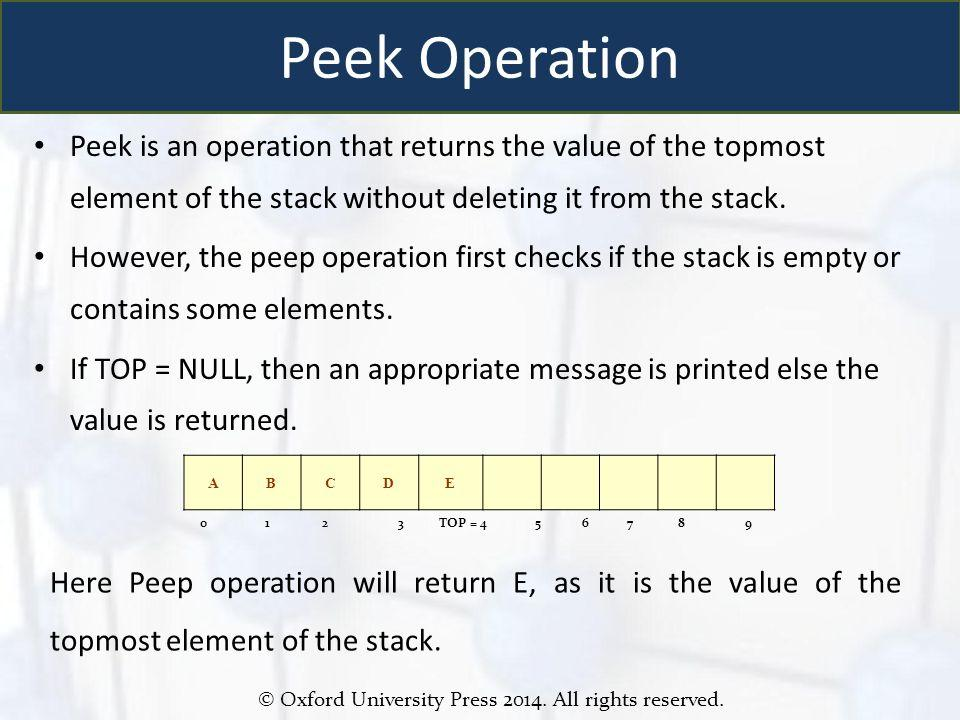 Peek Operation
• Peek is an operation that returns the value of the topmost
element of the stack without deleting it from the stack.
• However, the peep operation first checks if the stack is empty or
contains some elements.
• If TOP = NULL, then an appropriate message is printed else the
value is returned.
A B C D E
0 1 2 3 TOP = 4 5 6 7 8 9
Here Peep operation will return E, as it is the value of the
topmost element of the stack.
© Oxford University Press 2014. All rights reserved.